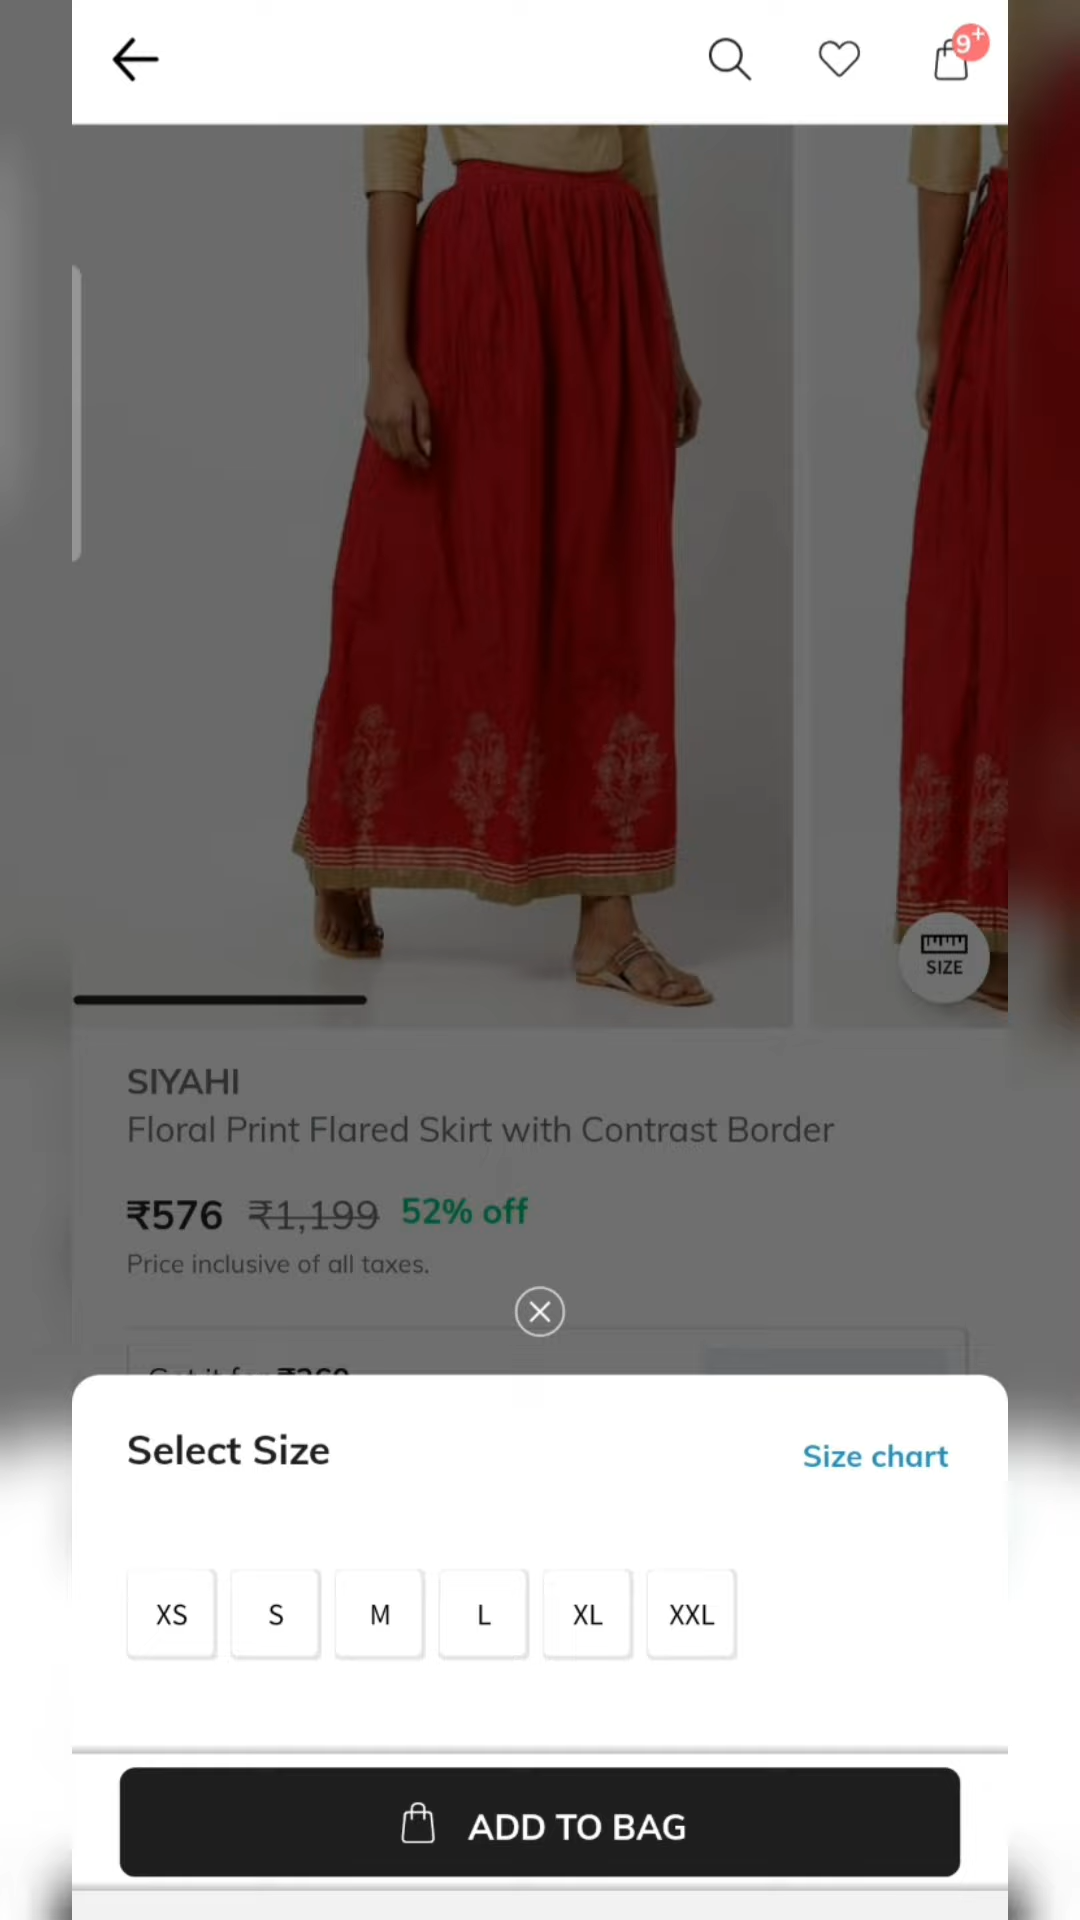 9+
SIZE
SIYAHI
Floral Print Flared Skirt with Contrast Border
₹576 ₹1,199 52% off
Price inclusive of all taxes.
Select Size
Size chart
XS S M L XL XXL
ADD TO BAG